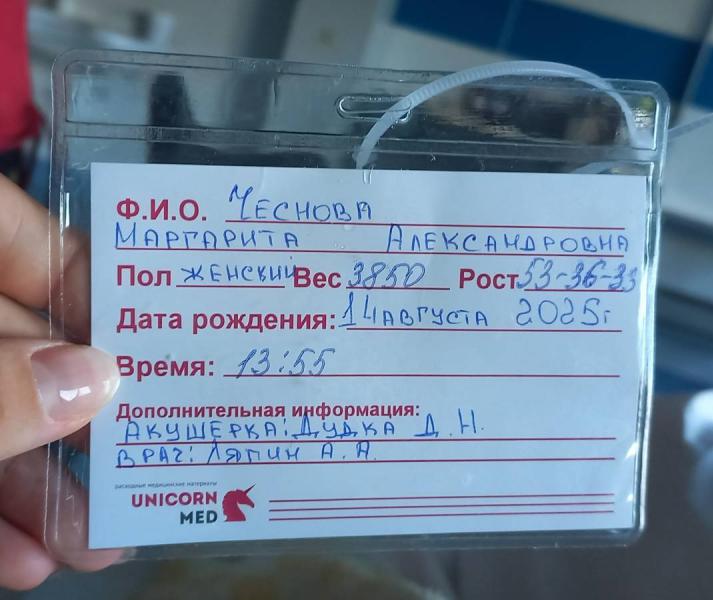 Ф.И.О. ЧЕСНОВА
МАРГАРИТА АЛЕКСАНДРОВНА
Пол ЖЕНСКИЙ Вес 3850 Рост 53-36-33
Дата рождения: 14 АВГУСТА 2025г
Время: 13:55
Дополнительная информация:
АКУШЕРКА: ДУДКА Д.Н.
ВРАЧ: ЛЯПИН А.А.
расходные медицинские материалы
UNICORN
MED